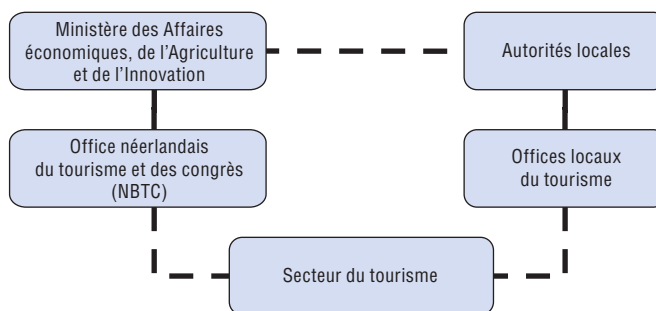 Ministère des Affaires
économiques, de l'Agriculture
et de l'Innovation
Autorités locales
Office néerlandais
du tourisme et des congrès
(NBTC)
Offices locaux
du tourisme
Secteur du tourisme